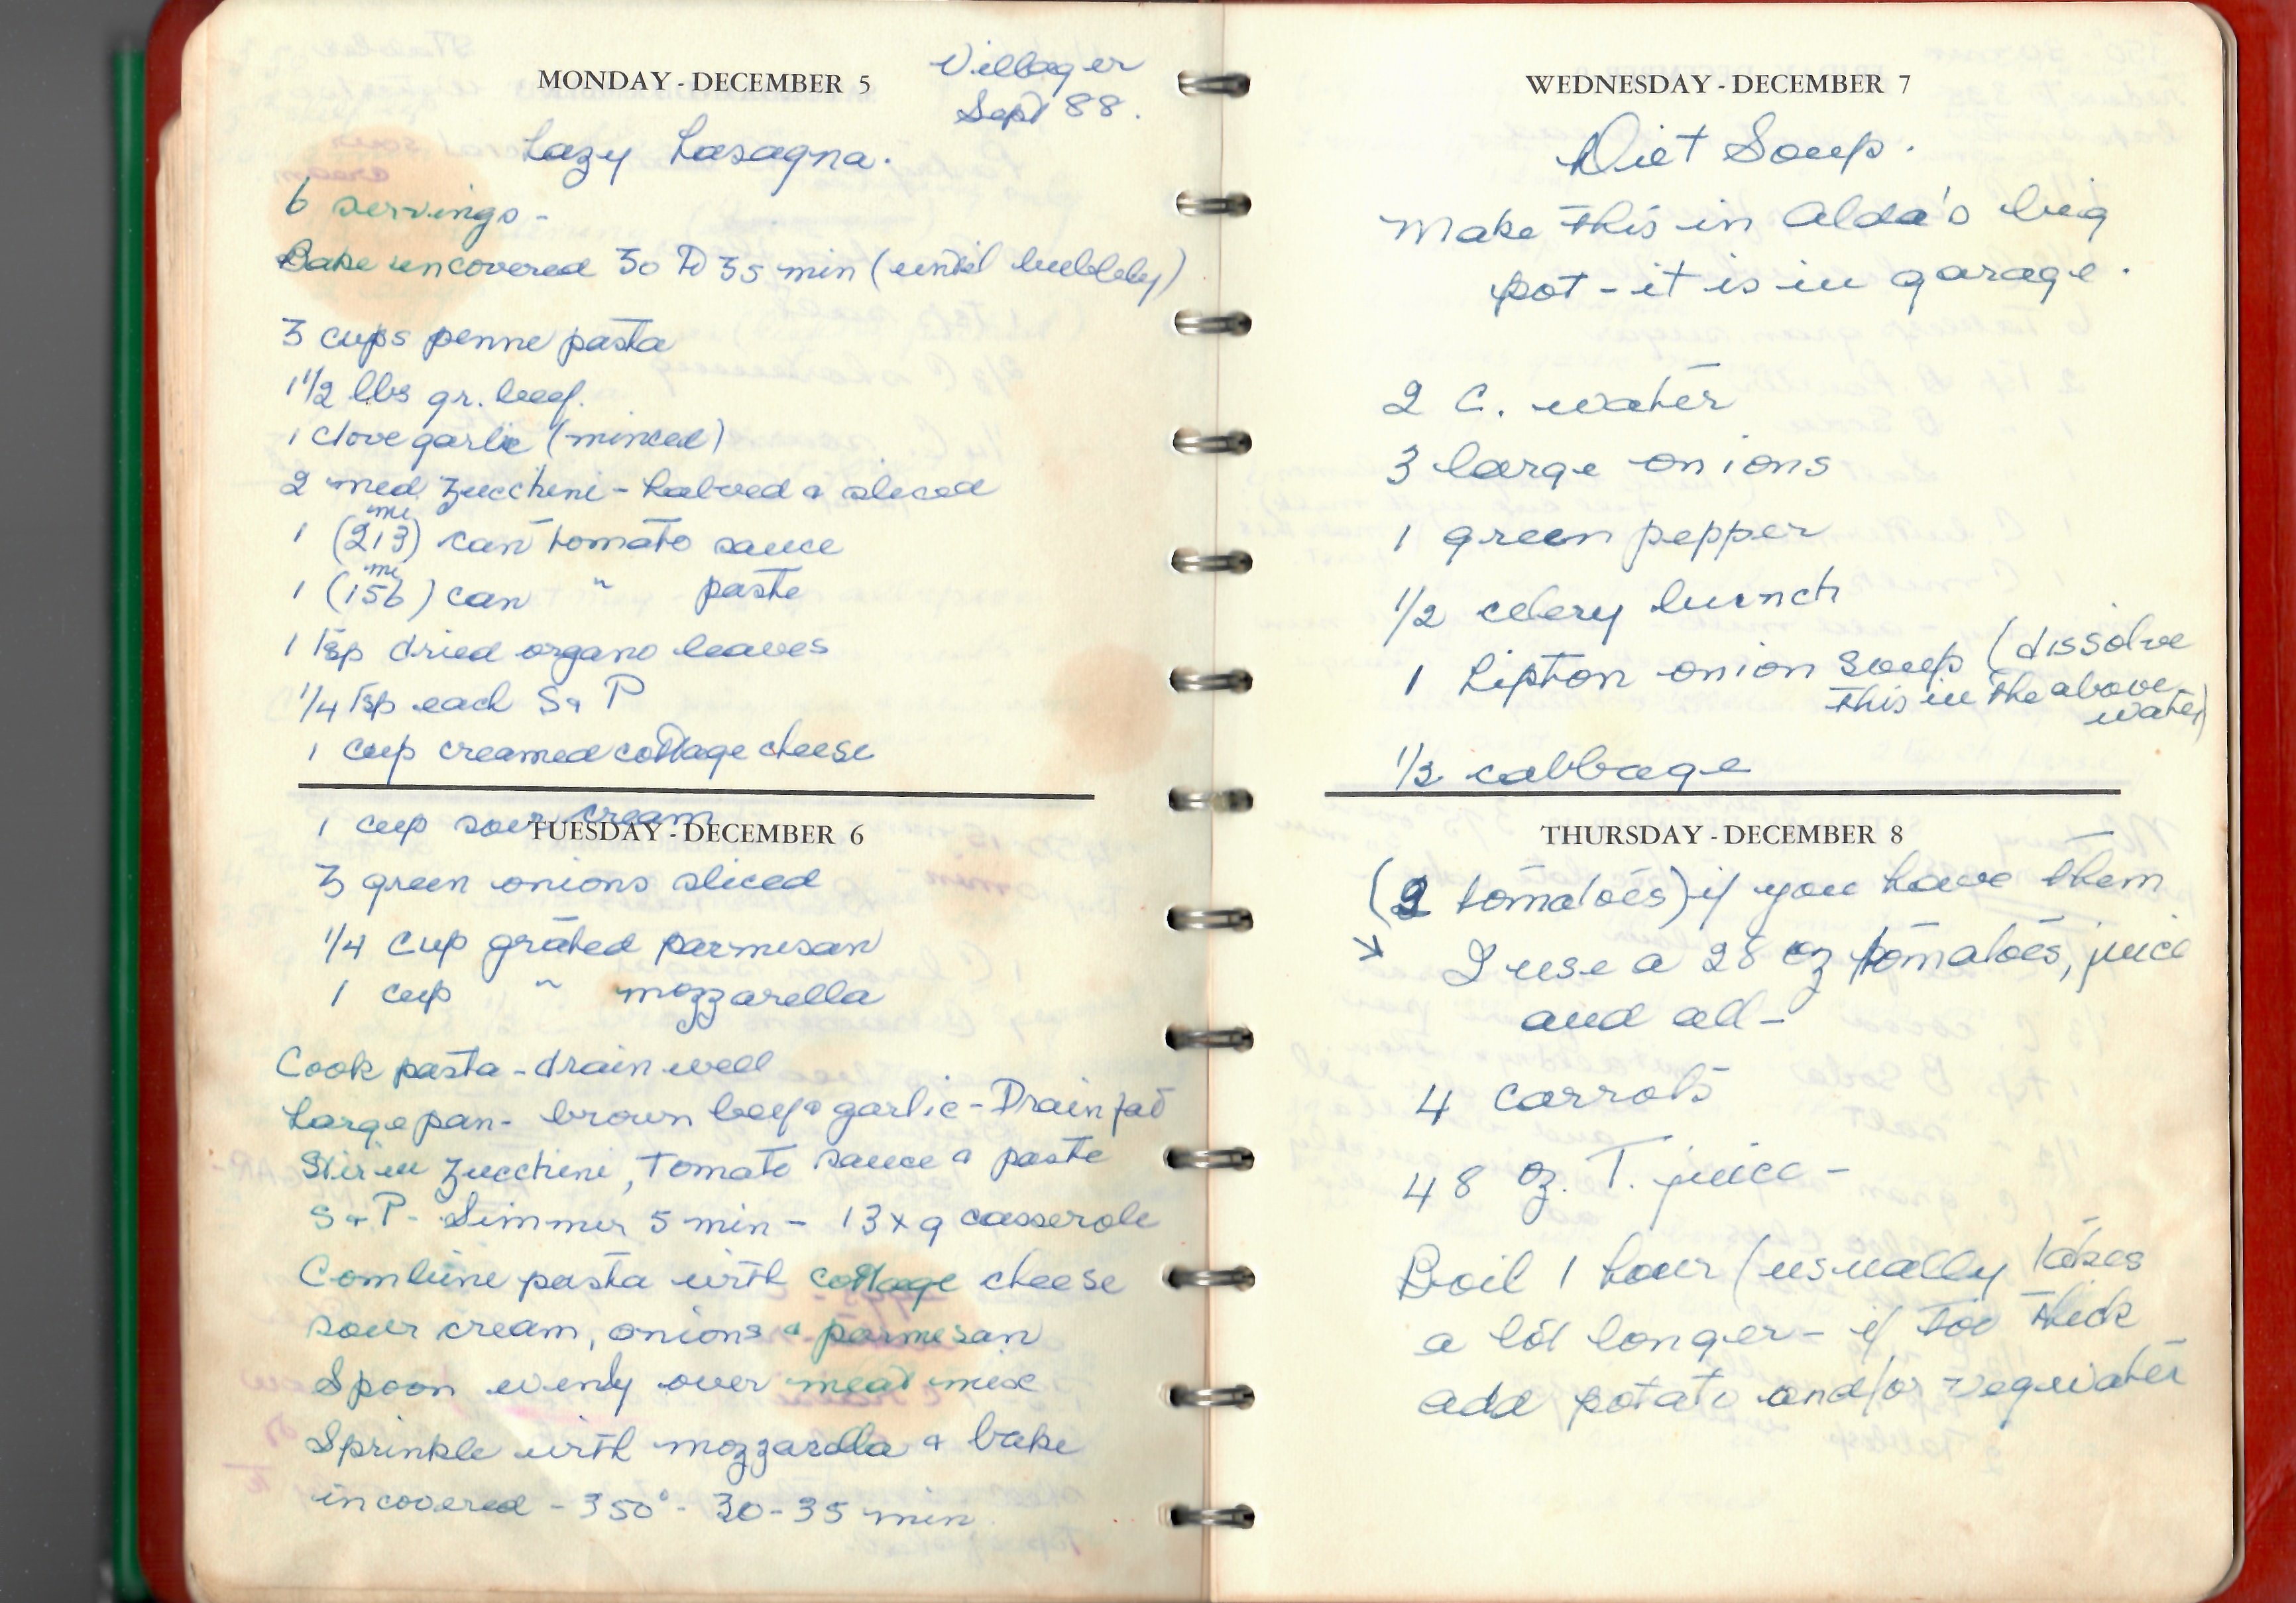 MONDAY - DECEMBER 5
Villager
Sept 88.
Lazy Lasagna.
6 servings -
Bake uncovered 30 to 35 min (until bubbly)
3 cups penne pasta
1 1/2 lbs gr. beef.
1 clove garlic (minced)
2 med. zucchini - halved & sliced
1 (213 ml) can tomato sauce
1 (156 ml) can " paste
1 tsp dried organo leaves
1/4 tsp each S & P
1 cup creamed cottage cheese
1 cup sour cream
TUESDAY - DECEMBER 6
3 green onions sliced
1/4 cup grated parmesan
1 cup " mozzarella
Cook pasta - drain well
Large pan - brown beef & garlic - Drain fat
Stir in zucchini, tomato sauce & paste
S & P - Simmer 5 min - 13 x 9 casserole
Combine pasta with cottage cheese
sour cream, onions & parmesan
Spoon evenly over meat mix
Sprinkle with mozzarella & bake
incovered - 350° - 30-35 min.
WEDNESDAY - DECEMBER 7
Diet Soup.
Make this in Alda's big
pot - it is in garage.
2 C. water
3 large onions
1 green pepper
1/2 celery bunch
1 Lipton onion soup (dissolve
this in the above
water)
1/2 cabbage
THURSDAY - DECEMBER 8
(2 tomatoes) if you have them
→ I use a 28 oz tomatoes, juice
and all -
4 carrots
48 oz. T. juice -
Boil 1 hour (usually takes
a lot longer - if too thick
add potato and/or veg water